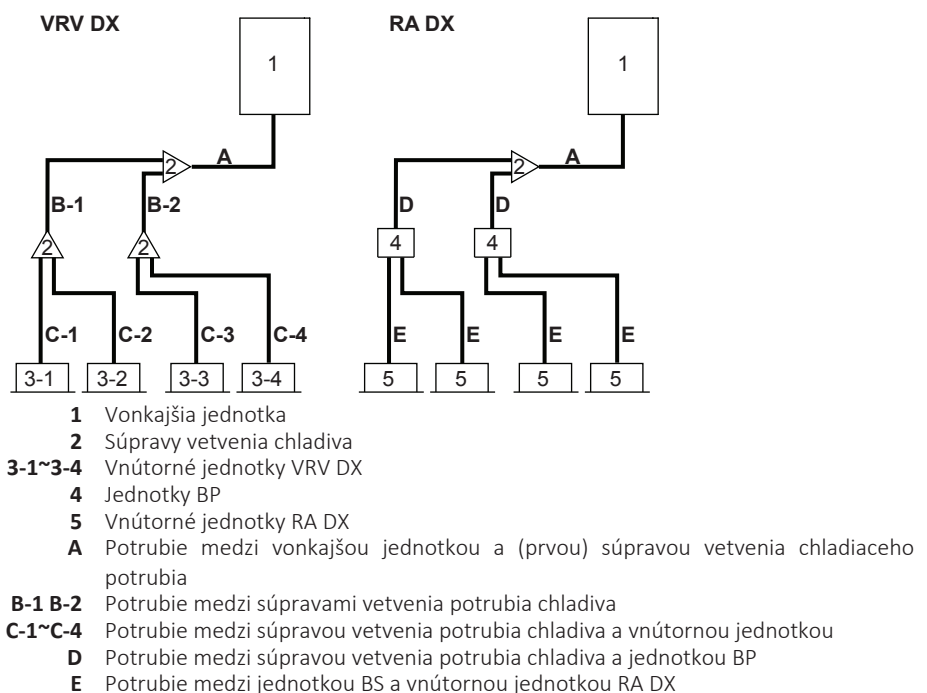 VRV DX RA DX
1 1
2 A 2 A
B-1 B-2 D D
2 2 4 4
C-1 C-2 C-3 C-4 E E E E
3-1 3-2 3-3 3-4 5 5 5 5
1 Vonkajšia jednotka
2 Súpravy vetvenia chladiva
3-1~3-4 Vnútorné jednotky VRV DX
4 Jednotky BP
5 Vnútorné jednotky RA DX
A Potrubie medzi vonkajšou jednotkou a (prvou) súpravou vetvenia chladiaceho
potrubia
B-1 B-2 Potrubie medzi súpravami vetvenia potrubia chladiva
C-1~C-4 Potrubie medzi súpravou vetvenia potrubia chladiva a vnútornou jednotkou
D Potrubie medzi súpravou vetvenia potrubia chladiva a jednotkou BP
E Potrubie medzi jednotkou BS a vnútornou jednotkou RA DX